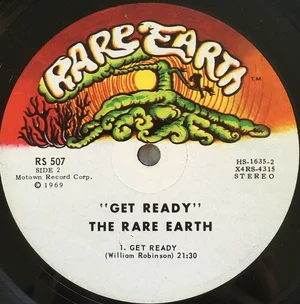 RARE EARTH
T.M.
RS 507
SIDE 2
Motown Record Corp.
© 1969
HS-1635-2
X4RS-4315
STEREO
"GET READY"
THE RARE EARTH
1. GET READY
(William Robinson) 21:30